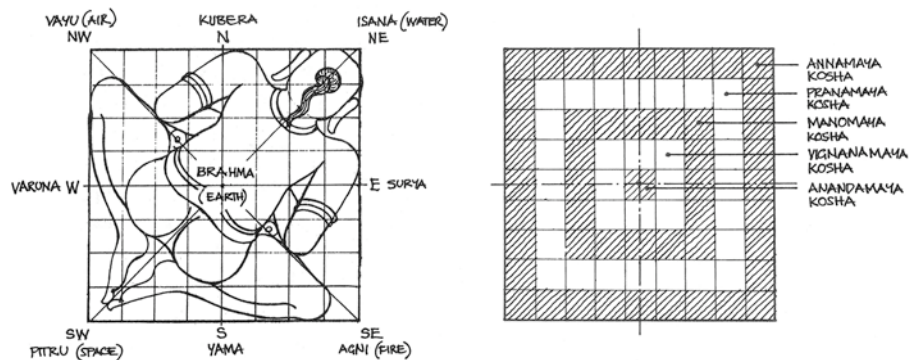 VAYU (AIR)
NW
KUBERA
N
ISANA (WATER)
NE
VARUNA W
BRAHMA
(EARTH)
E SURYA
SW
PITRU (SPACE)
S
YAMA
SE
AGNI (FIRE)
ANNAMAYA
KOSHA
PRANAMAYA
KOSHA
MANOMAYA
KOSHA
VIGNANAMAYA
KOSHA
ANANDAMAYA
KOSHA